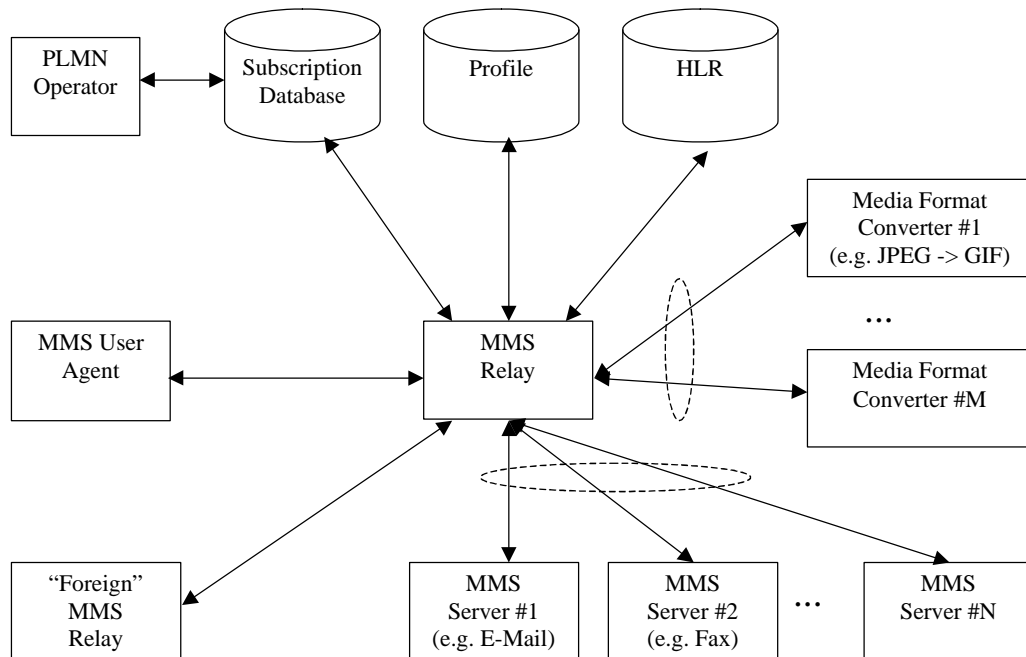 PLMN
Operator
Subscription
Database
Profile
HLR
Media Format
Converter #1
(e.g. JPEG -> GIF)
...
MMS User
Agent
MMS
Relay
Media Format
Converter #M
“Foreign”
MMS
Relay
MMS
Server #1
(e.g. E-Mail)
MMS
Server #2
(e.g. Fax)
...
MMS
Server #N